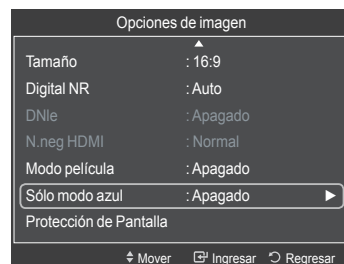 Opciones de imagen
Tamaño : 16:9
Digital NR : Auto
DNIe : Apagado
N.neg HDMI : Normal
Modo película : Apagado
Sólo modo azul : Apagado
Protección de Pantalla
Mover Ingresar Regresar